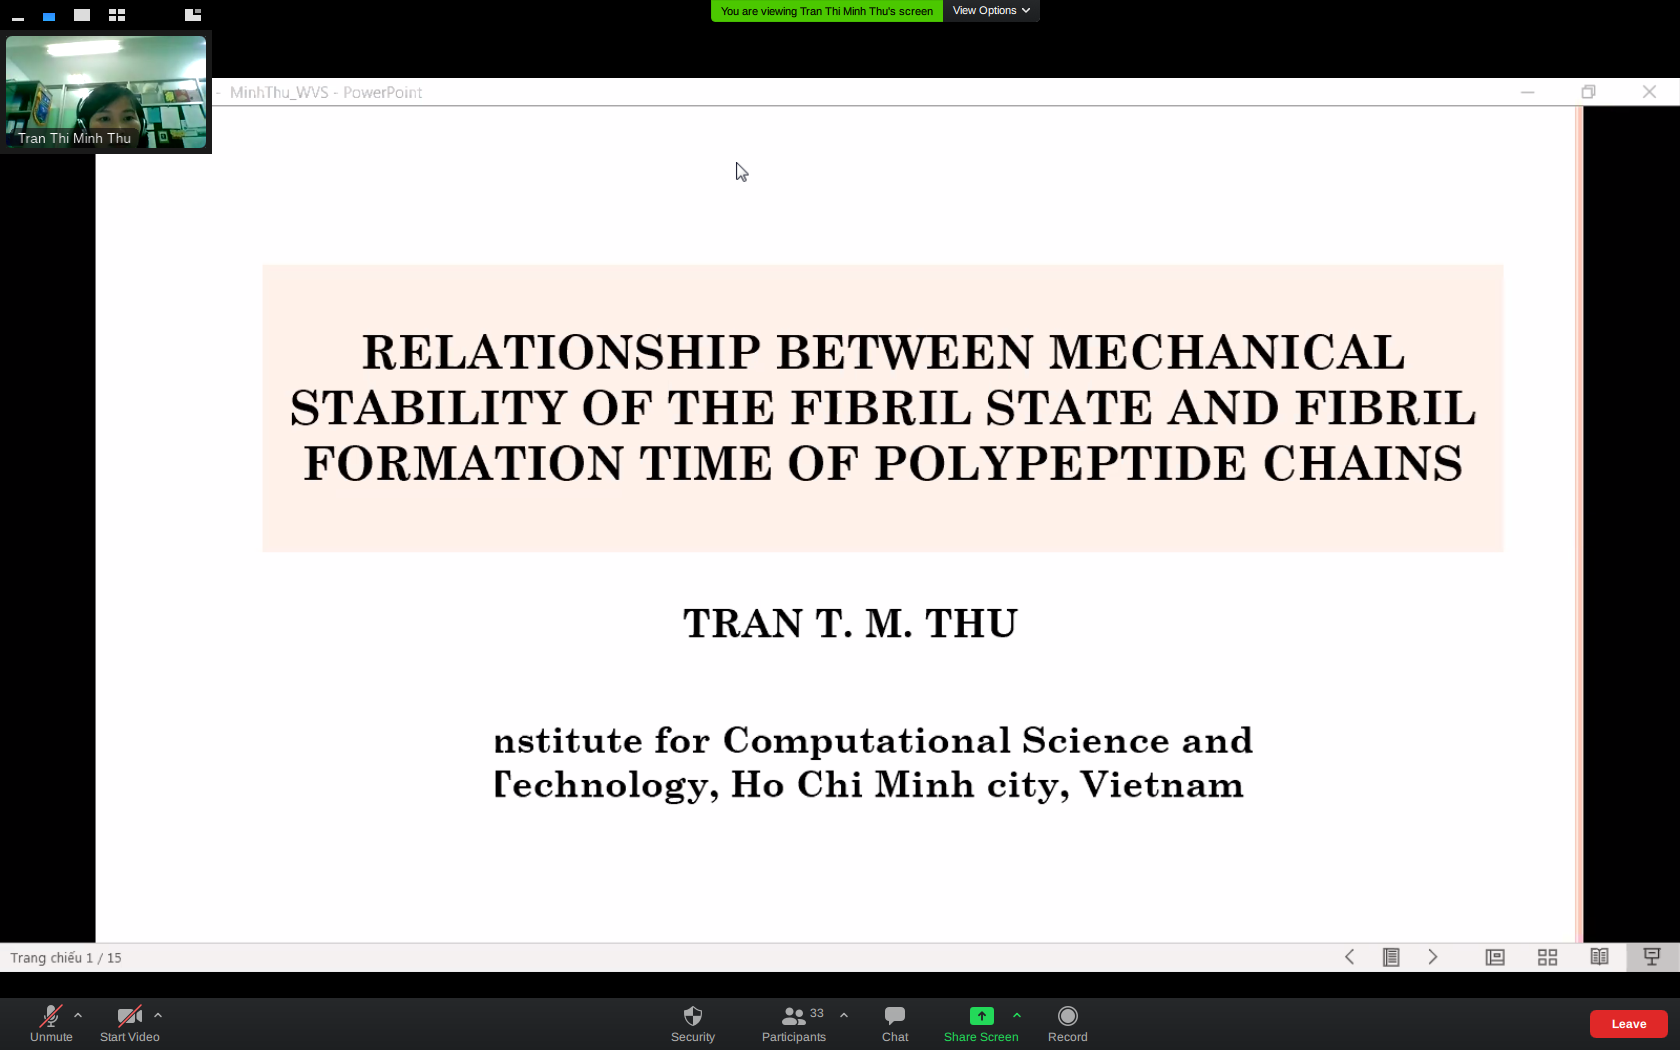 You are viewing Tran Thi Minh Thu's screen
View Options
- MinhThu_WVS - PowerPoint
Tran Thi Minh Thu
RELATIONSHIP BETWEEN MECHANICAL
STABILITY OF THE FIBRIL STATE AND FIBRIL
FORMATION TIME OF POLYPEPTIDE CHAINS
TRAN T. M. THU
nstitute for Computational Science and
Technology, Ho Chi Minh city, Vietnam
Trang chiếu 1 / 15
Unmute
Start Video
Security
Participants
33
Chat
Share Screen
Record
Leave